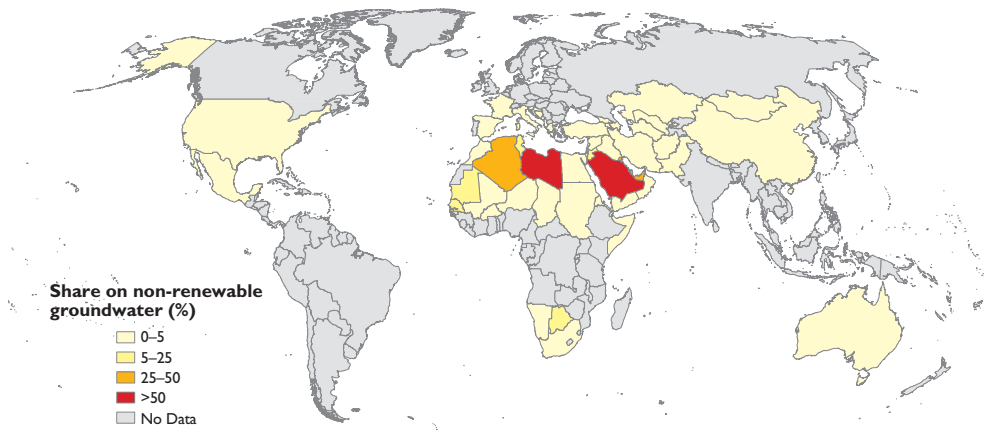 Share on non-renewable
groundwater (%)
0–5
5–25
25–50
>50
No Data